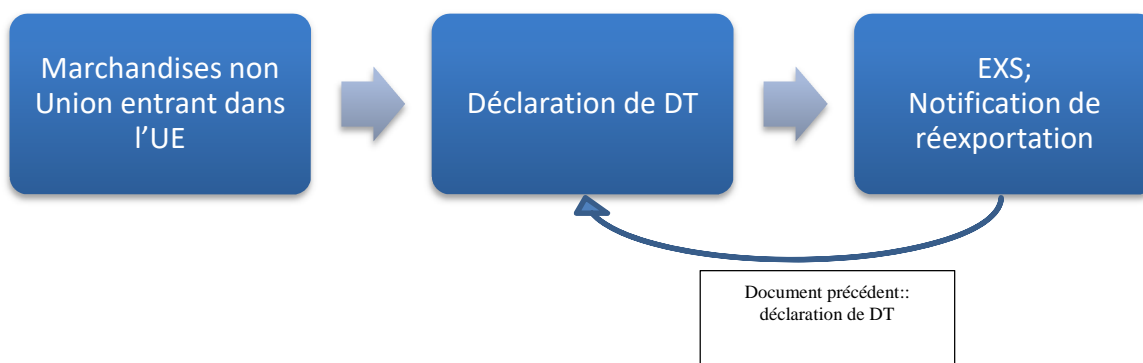 Marchandises non
Union entrant dans
l’UE
Déclaration de DT
EXS;
Notification de
réexportation
Document précédent::
déclaration de DT